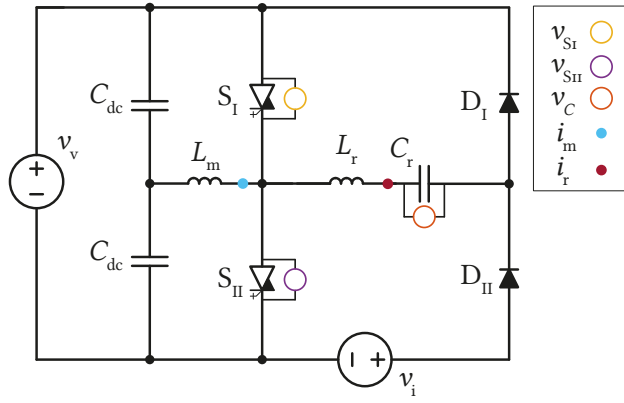 C_dc
S_I
D_I
v_v
+
−
L_m
L_r
C_r
C_dc
S_II
D_II
− +
v_i
v_SI
v_SII
v_C
i_m
i_r